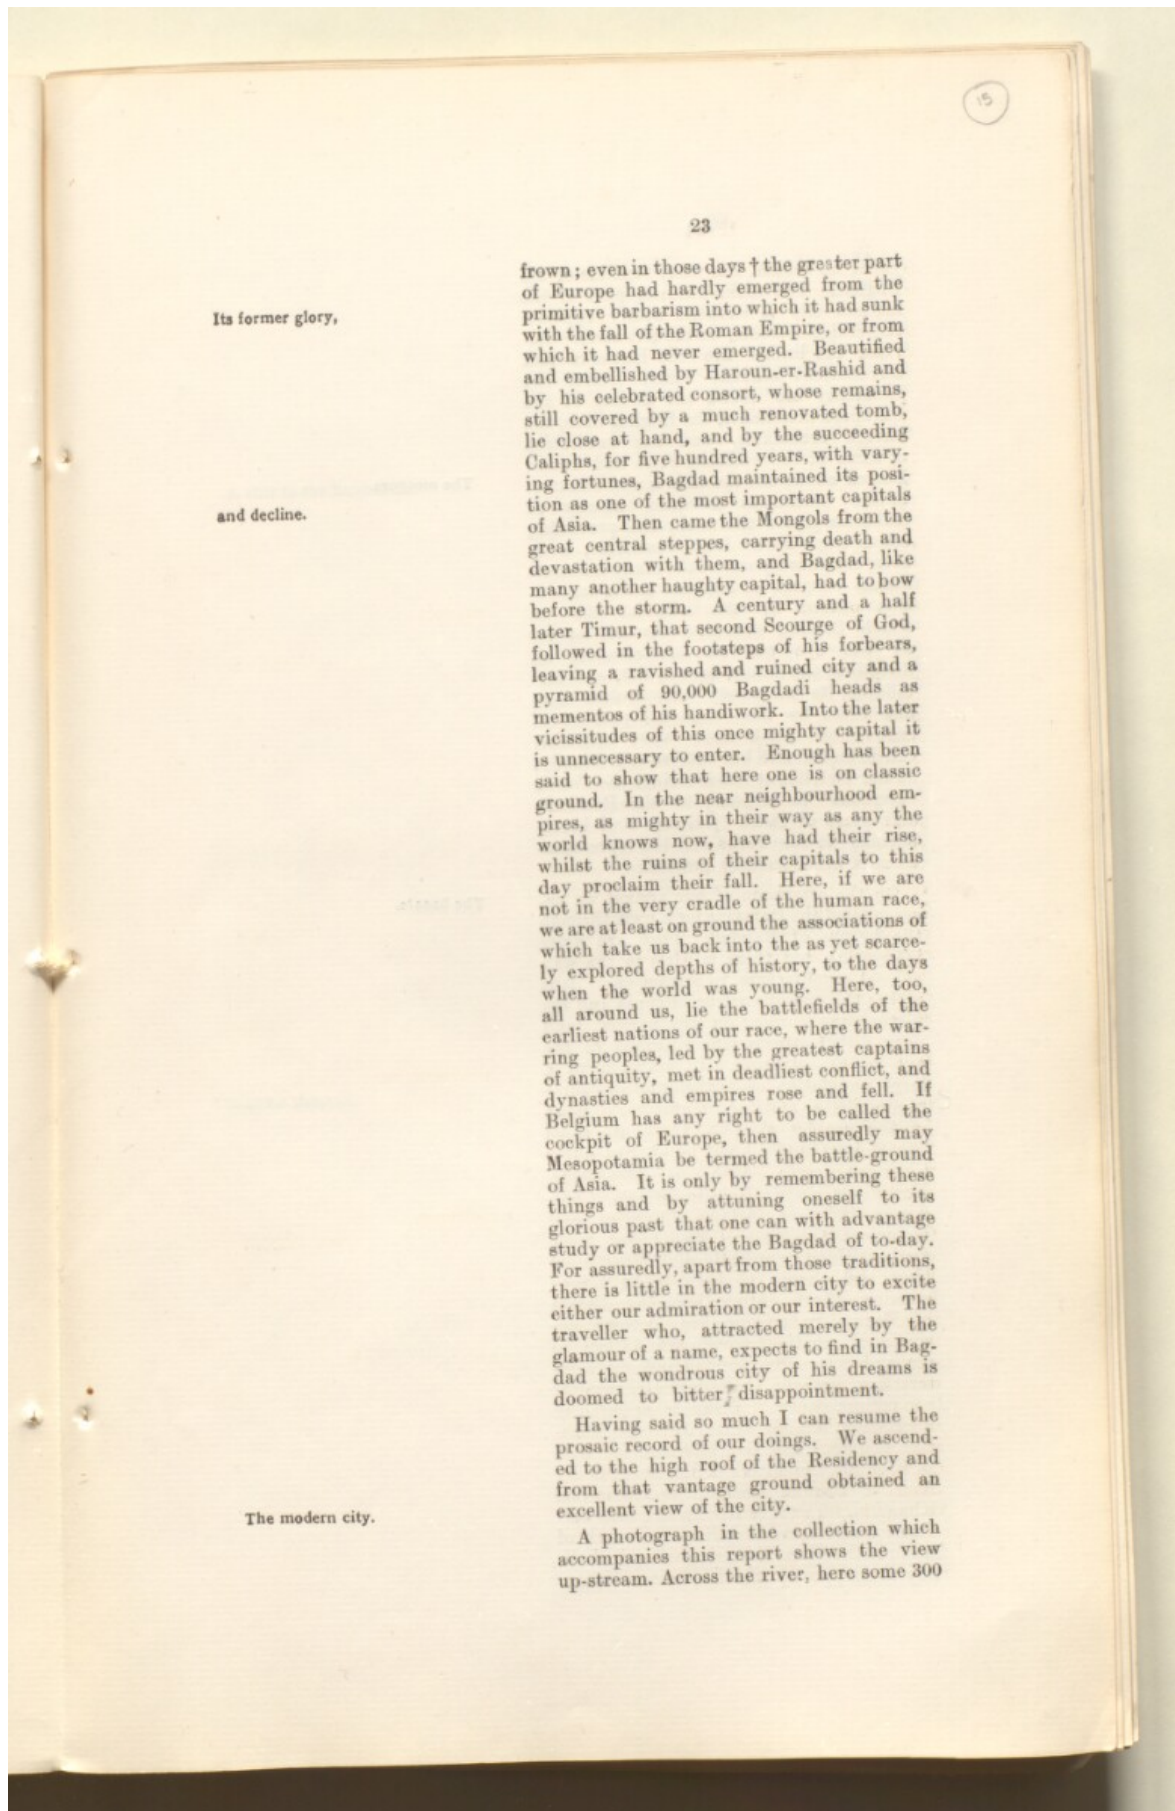 15
23
frown; even in those days † the greater part
of Europe had hardly emerged from the
Its former glory,
primitive barbarism into which it had sunk
with the fall of the Roman Empire, or from
which it had never emerged. Beautified
and embellished by Haroun-er-Rashid and
by his celebrated consort, whose remains,
still covered by a much renovated tomb,
lie close at hand, and by the succeeding
Caliphs, for five hundred years, with vary-
ing fortunes, Bagdad maintained its posi-
tion as one of the most important capitals
and decline.
of Asia. Then came the Mongols from the
great central steppes, carrying death and
devastation with them, and Bagdad, like
many another haughty capital, had to bow
before the storm. A century and a half
later Timur, that second Scourge of God,
followed in the footsteps of his forbears,
leaving a ravished and ruined city and a
pyramid of 90,000 Bagdadi heads as
mementos of his handiwork. Into the later
vicissitudes of this once mighty capital it
is unnecessary to enter. Enough has been
said to show that here one is on classic
ground. In the near neighbourhood em-
pires, as mighty in their way as any the
world knows now, have had their rise,
whilst the ruins of their capitals to this
day proclaim their fall. Here, if we are
not in the very cradle of the human race,
we are at least on ground the associations of
which take us back into the as yet scarce-
ly explored depths of history, to the days
when the world was young. Here, too,
all around us, lie the battlefields of the
earliest nations of our race, where the war-
ring peoples, led by the greatest captains
of antiquity, met in deadliest conflict, and
dynasties and empires rose and fell. If
Belgium has any right to be called the
cockpit of Europe, then assuredly may
Mesopotamia be termed the battle-ground
of Asia. It is only by remembering these
things and by attuning oneself to its
glorious past that one can with advantage
study or appreciate the Bagdad of to-day.
For assuredly, apart from those traditions,
there is little in the modern city to excite
either our admiration or our interest. The
traveller who, attracted merely by the
glamour of a name, expects to find in Bag-
dad the wondrous city of his dreams is
doomed to bitter disappointment.
Having said so much I can resume the
prosaic record of our doings. We ascend-
ed to the high roof of the Residency and
from that vantage ground obtained an
excellent view of the city.
The modern city.
A photograph in the collection which
accompanies this report shows the view
up-stream. Across the river, here some 300